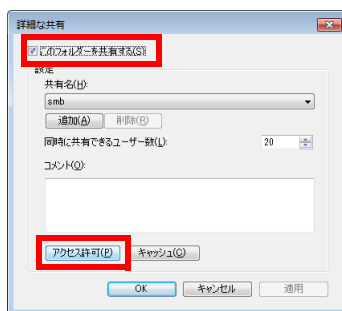 詳細な共有
このフォルダーを共有する(S)
設定
共有名(H):
smb
追加(A) 削除(R)
同時に共有できるユーザー数(L): 20
コメント(O):
アクセス許可(P) キャッシュ(C)
OK キャンセル 適用